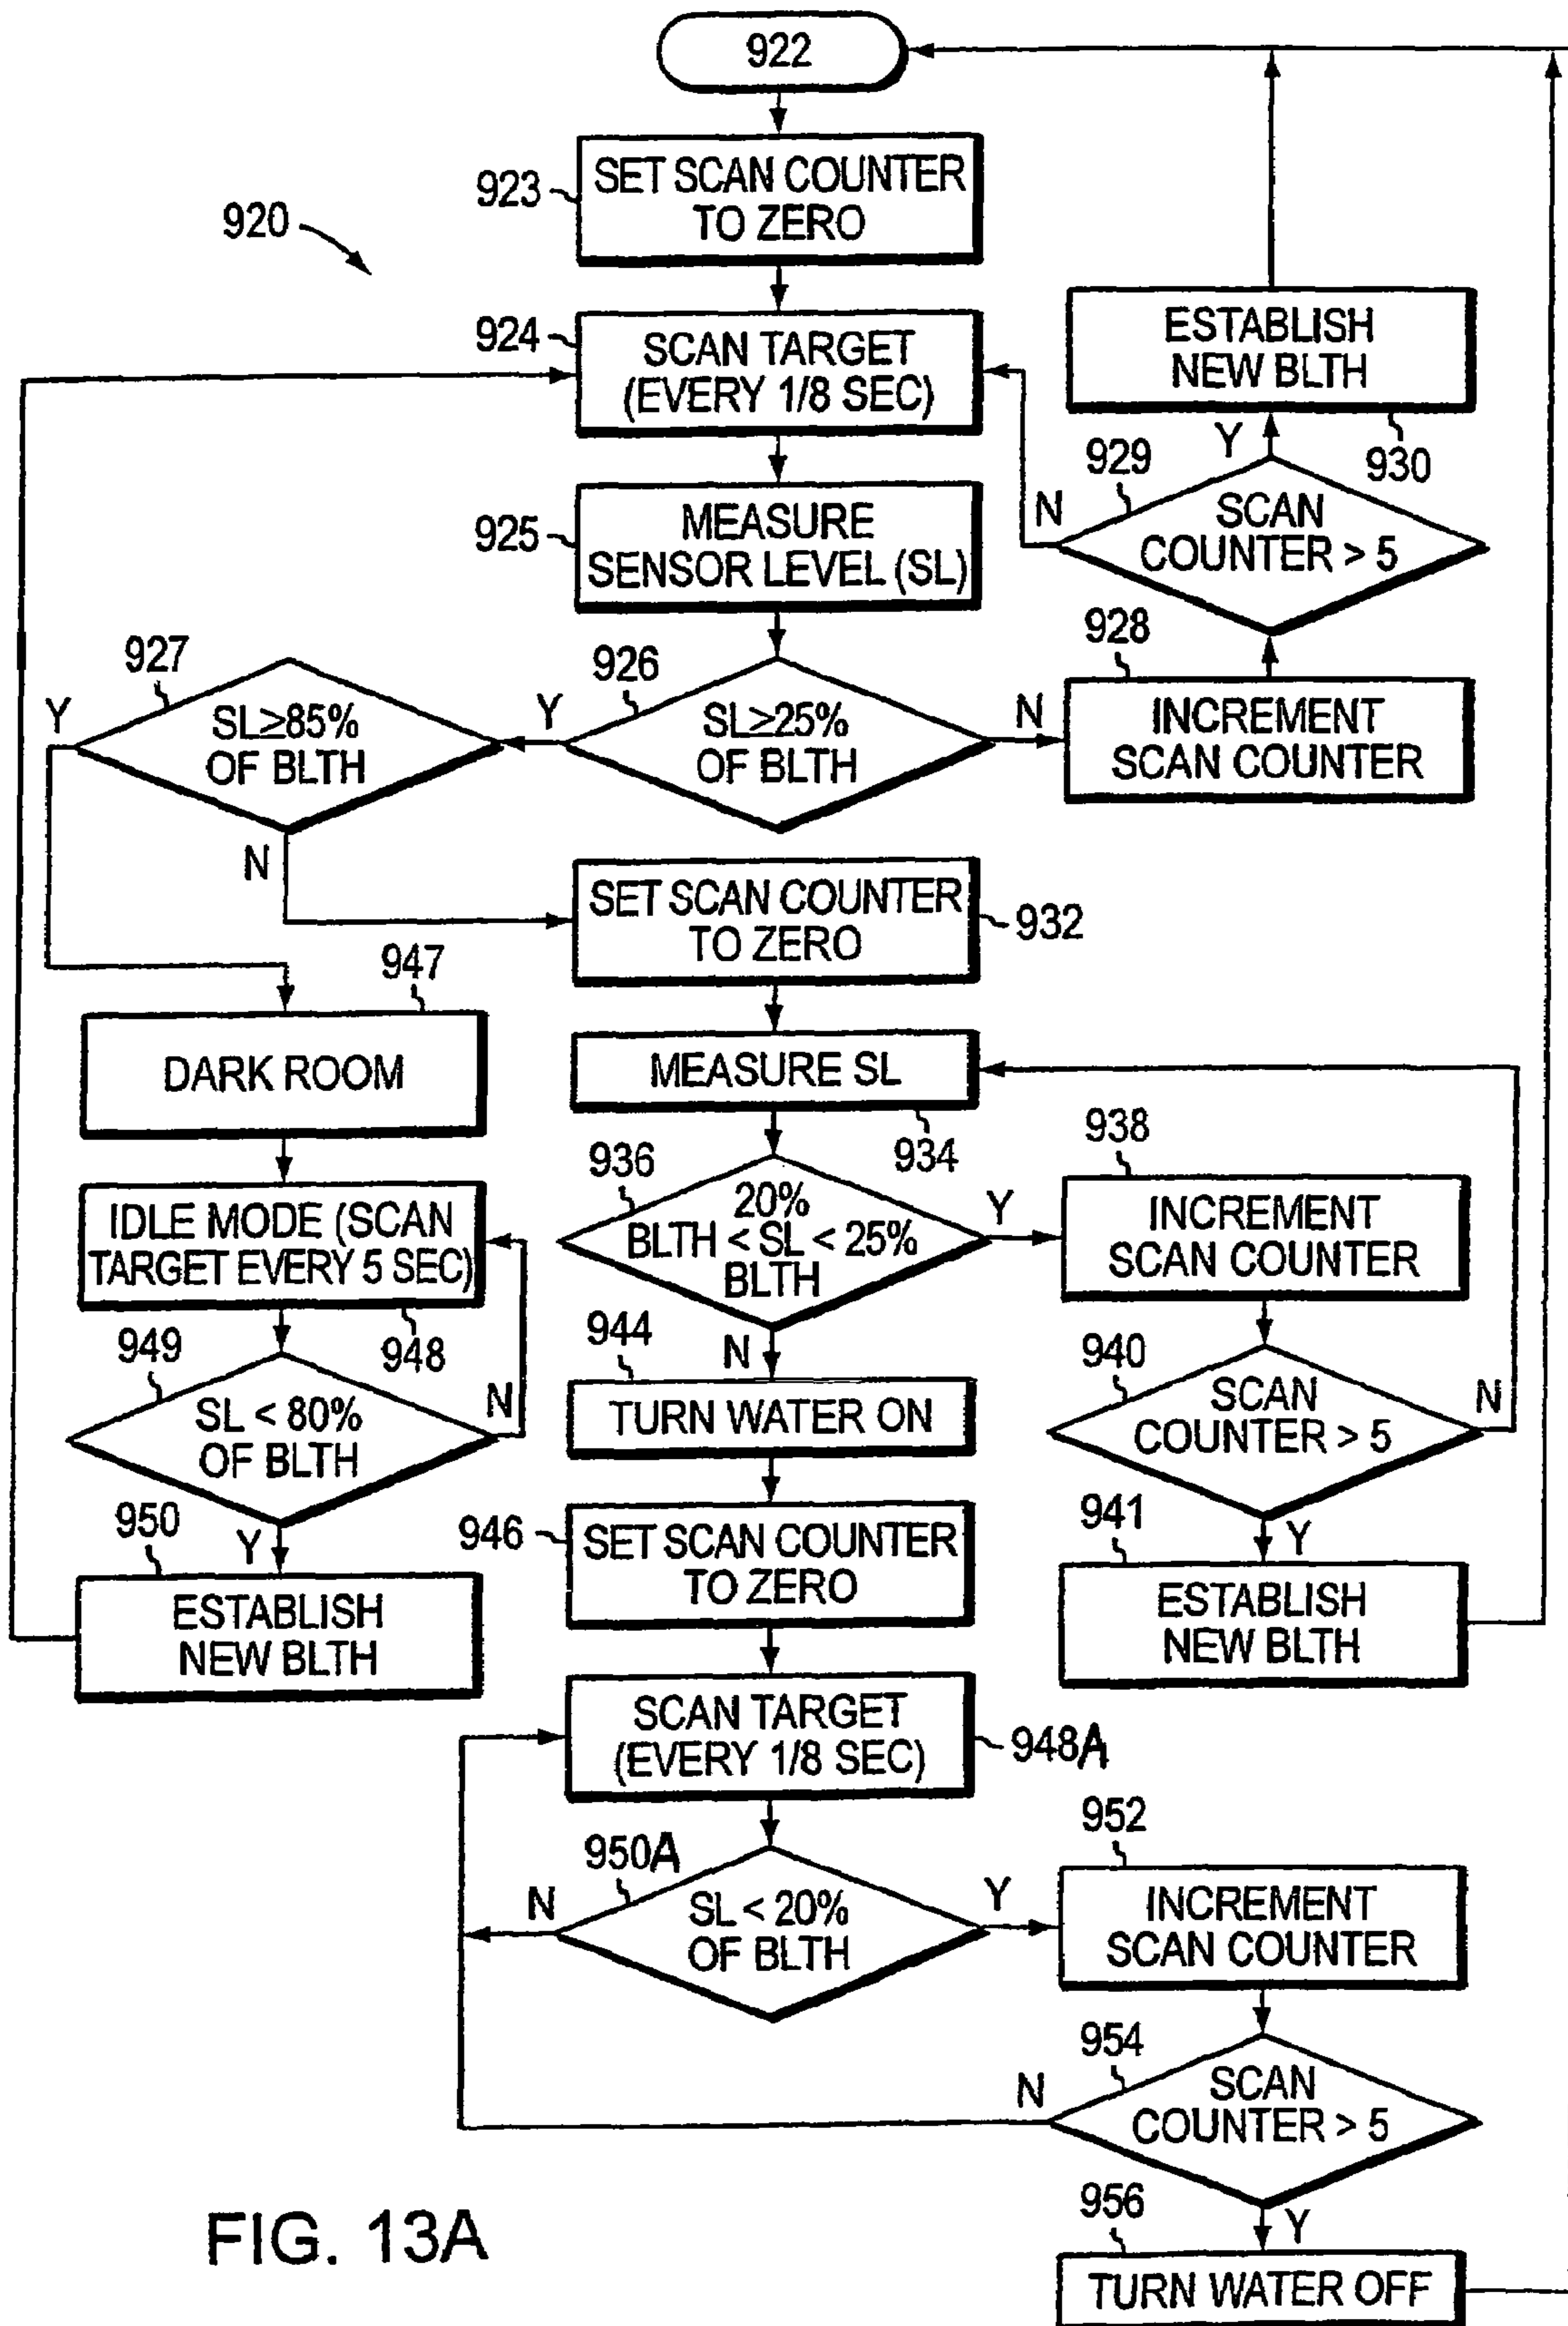 922
923
SET SCAN COUNTER
TO ZERO
920
924
SCAN TARGET
(EVERY 1/8 SEC)
ESTABLISH
NEW BLTH
930
925
MEASURE
SENSOR LEVEL (SL)
929
Y
N
SCAN
COUNTER > 5
927
Y
SL≥85%
OF BLTH
N
926
Y
SL≥25%
OF BLTH
N
928
INCREMENT
SCAN COUNTER
SET SCAN COUNTER
TO ZERO
932
947
DARK ROOM
MEASURE SL
934
IDLE MODE (SCAN
TARGET EVERY 5 SEC)
948
936
20%
BLTH < SL < 25%
BLTH
Y
N
938
INCREMENT
SCAN COUNTER
949
SL < 80%
OF BLTH
N
Y
944
TURN WATER ON
940
SCAN
COUNTER > 5
N
Y
950
ESTABLISH
NEW BLTH
946
SET SCAN COUNTER
TO ZERO
941
ESTABLISH
NEW BLTH
SCAN TARGET
(EVERY 1/8 SEC)
948A
950A
N
SL < 20%
OF BLTH
Y
952
INCREMENT
SCAN COUNTER
954
N
SCAN
COUNTER > 5
Y
956
TURN WATER OFF
FIG. 13A